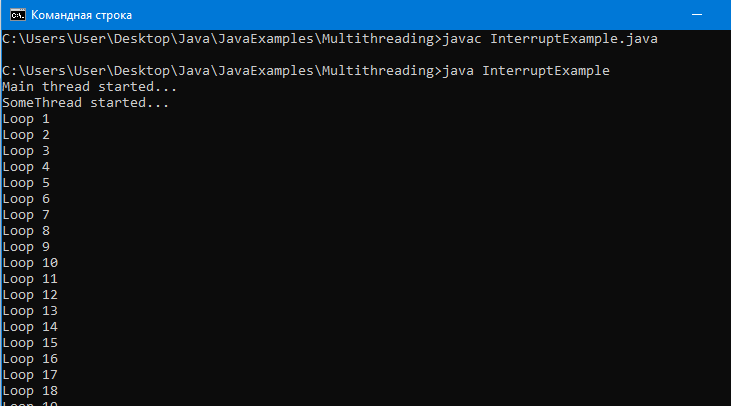 Командная строка
C:\Users\User\Desktop\Java\JavaExamples\Multithreading>javac InterruptExample.java
C:\Users\User\Desktop\Java\JavaExamples\Multithreading>java InterruptExample
Main thread started...
SomeThread started...
Loop 1
Loop 2
Loop 3
Loop 4
Loop 5
Loop 6
Loop 7
Loop 8
Loop 9
Loop 10
Loop 11
Loop 12
Loop 13
Loop 14
Loop 15
Loop 16
Loop 17
Loop 18
Loop 19